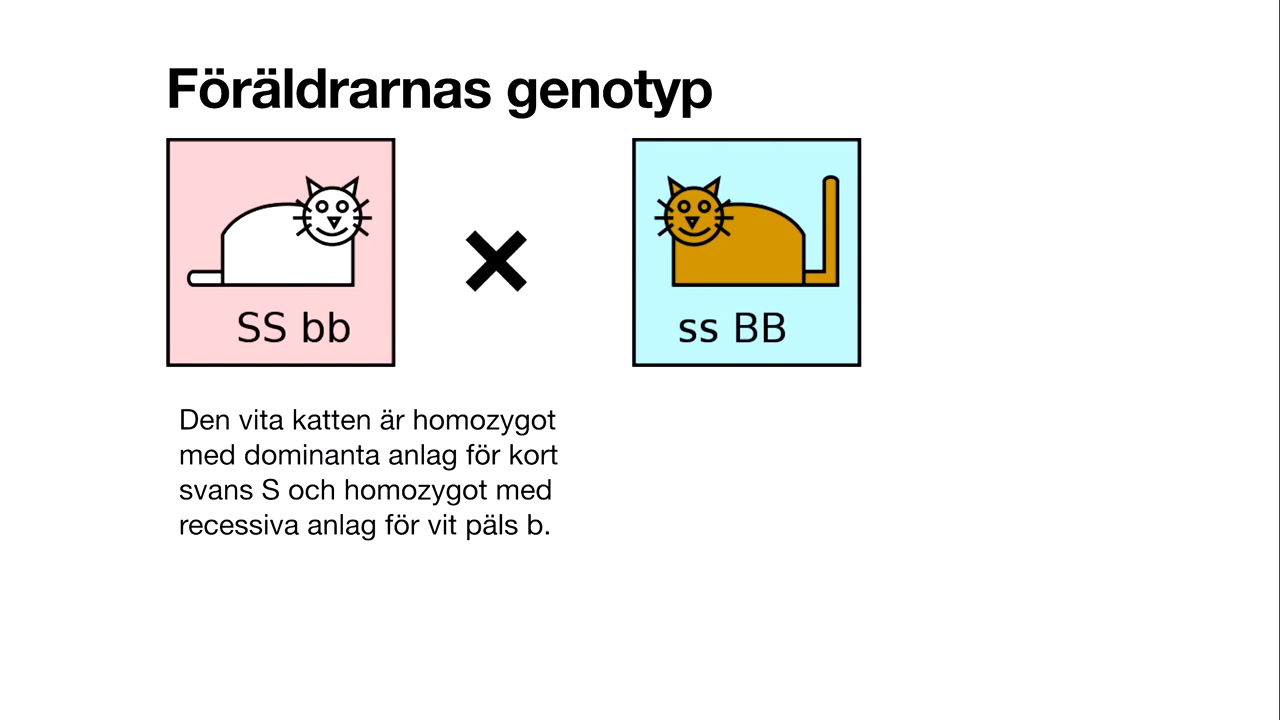 Föräldrarnas genotyp
SS bb
ss BB
Den vita katten är homozygot
med dominanta anlag för kort
svans S och homozygot med
recessiva anlag för vit päls b.